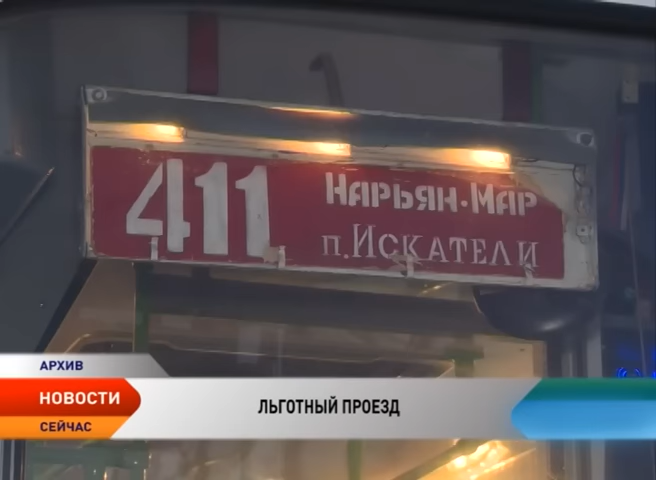 411
Нарьян-Мар
п. Искатели
АРХИВ
НОВОСТИ
СЕЙЧАС
ЛЬГОТНЫЙ ПРОЕЗД